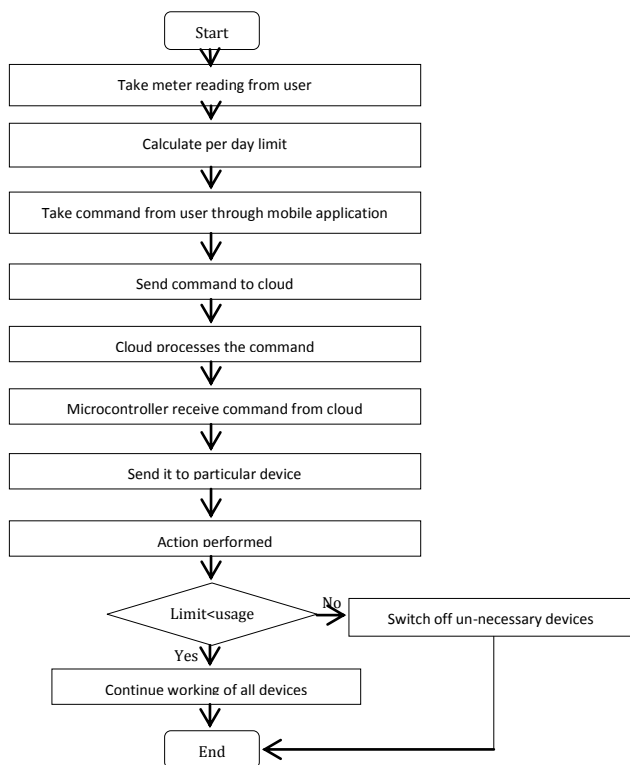 Start
Take meter reading from user
Calculate per day limit
Take command from user through mobile application
Send command to cloud
Cloud processes the command
Microcontroller receive command from cloud
Send it to particular device
Action performed
Limit<usage
No
Switch off un-necessary devices
Yes
Continue working of all devices
End